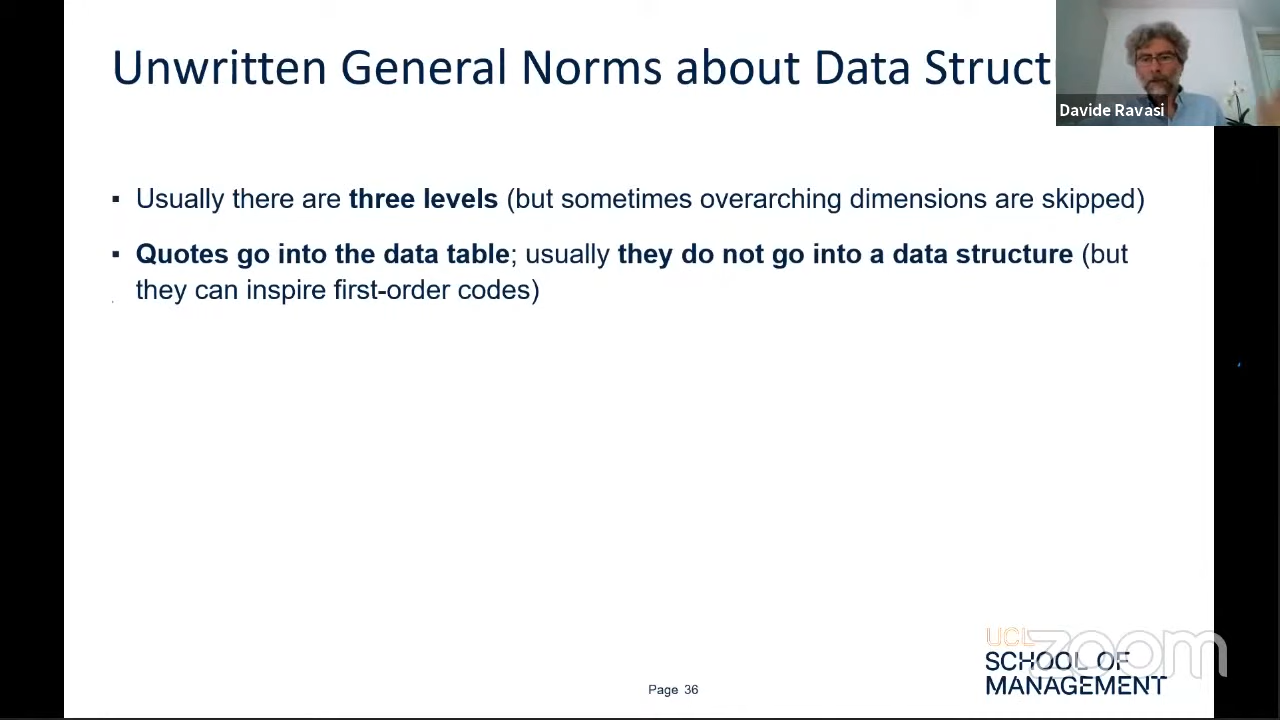 Unwritten General Norms about Data Struct
Davide Ravasi
▪ Usually there are three levels (but sometimes overarching dimensions are skipped)
▪ Quotes go into the data table; usually they do not go into a data structure (but
they can inspire first-order codes)
UCL
zoom
SCHOOL OF
MANAGEMENT
Page 36